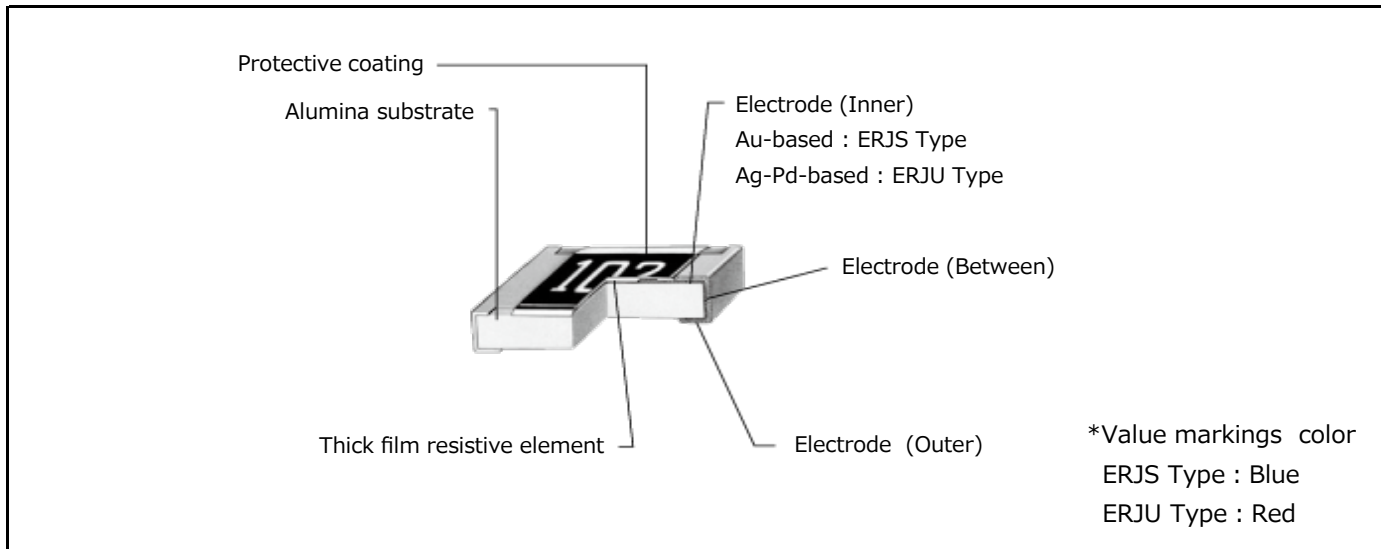 Protective coating
Alumina substrate
Electrode (Inner)
Au-based : ERJS Type
Ag-Pd-based : ERJU Type
103
Electrode (Between)
Thick film resistive element
Electrode (Outer)
*Value markings color
ERJS Type : Blue
ERJU Type : Red